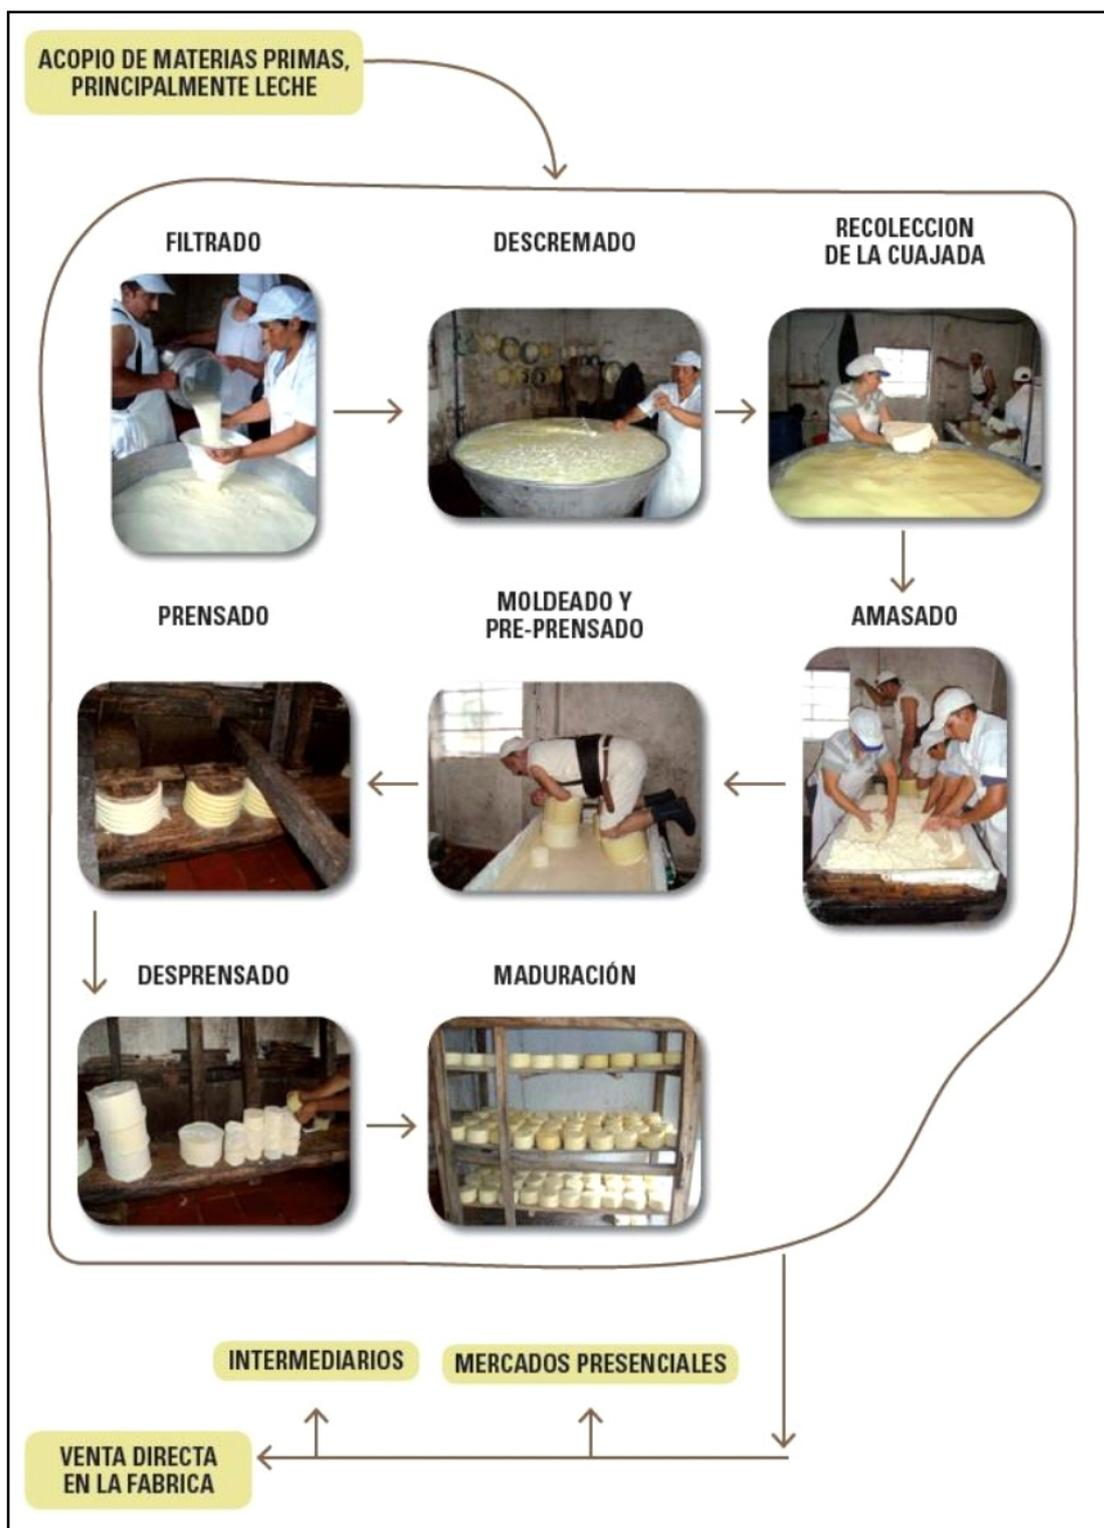 ACOPIO DE MATERIAS PRIMAS,
PRINCIPALMENTE LECHE
FILTRADO
DESCREMADO
RECOLECCION
DE LA CUAJADA
PRENSADO
MOLDEADO Y
PRE-PRENSADO
AMASADO
DESPRENSADO
MADURACIÓN
INTERMEDIARIOS
MERCADOS PRESENCIALES
VENTA DIRECTA
EN LA FABRICA